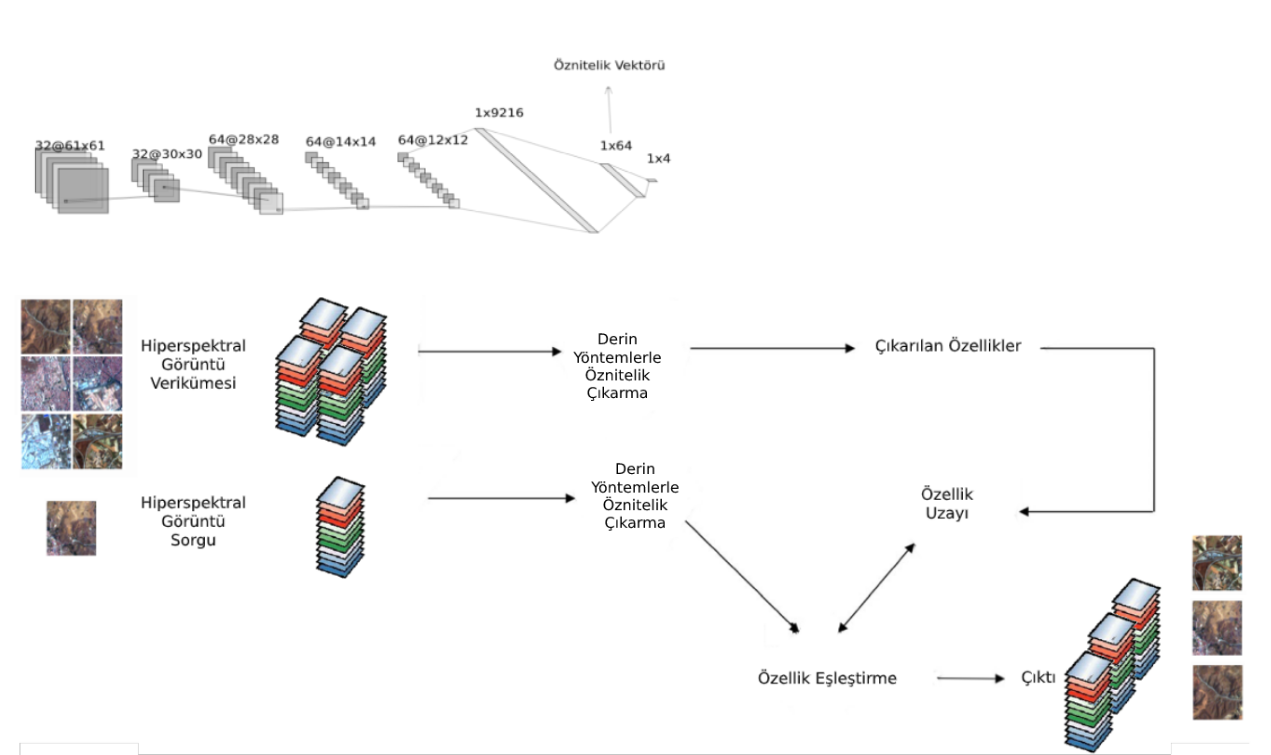 Öznitelik Vektörü
1x9216
32@61x61
32@30x30
64@28x28
64@14x14
64@12x12
1x64
1x4
Hiperspektral
Görüntü
Verikümesi
Derin
Yöntemlerle
Öznitelik
Çıkarma
Çıkarılan Özellikler
Hiperspektral
Görüntü
Sorgu
Derin
Yöntemlerle
Öznitelik
Çıkarma
Özellik
Uzayı
Özellik Eşleştirme
Çıktı